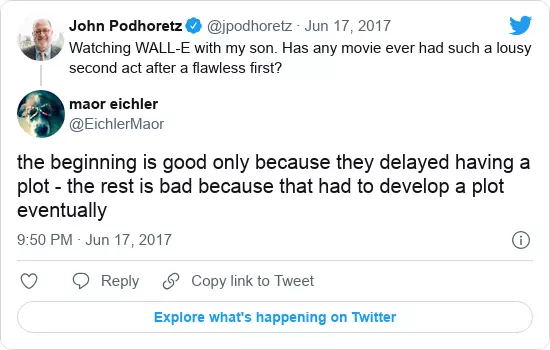 John Podhoretz @jpodhoretz · Jun 17, 2017
Watching WALL-E with my son. Has any movie ever had such a lousy
second act after a flawless first?
maor eichler
@EichlerMaor
the beginning is good only because they delayed having a
plot - the rest is bad because that had to develop a plot
eventually
9:50 PM · Jun 17, 2017
Reply Copy link to Tweet
Explore what's happening on Twitter